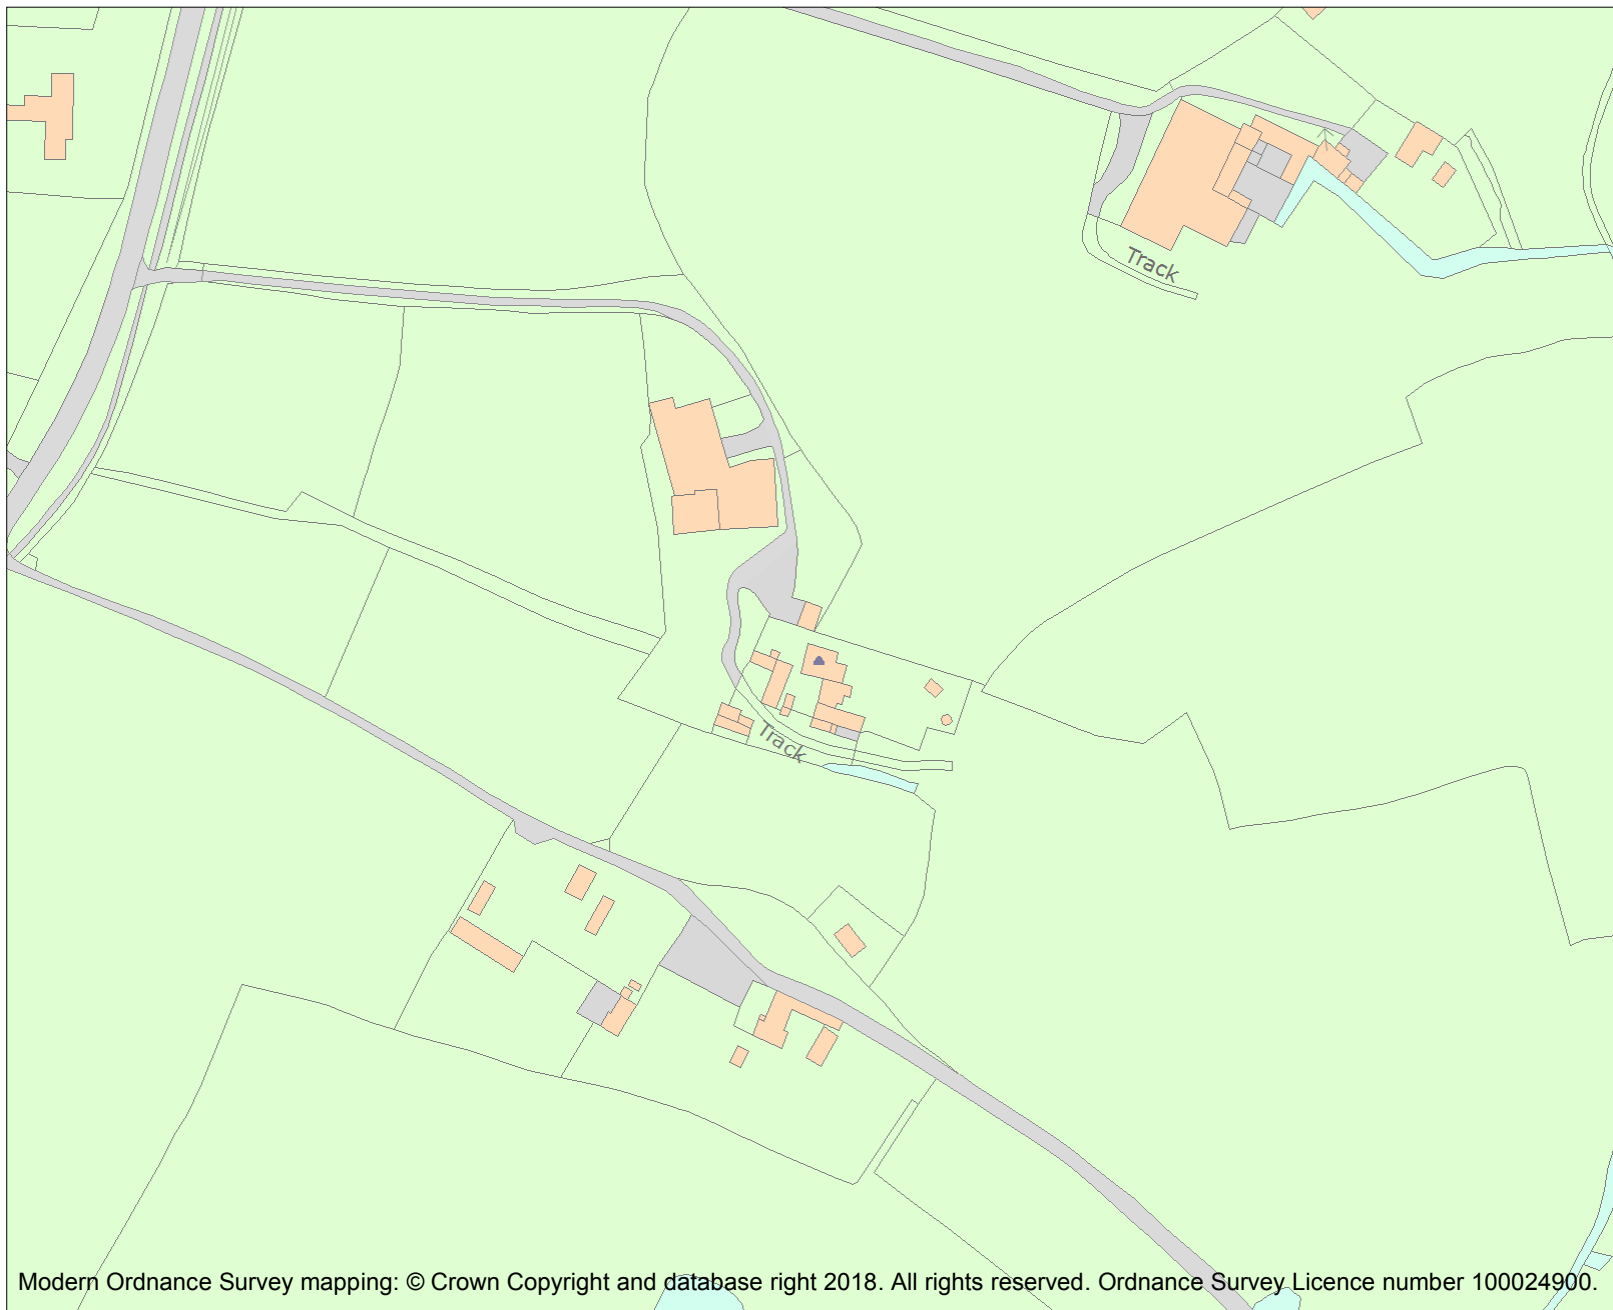 Track
Track
Modern Ordnance Survey mapping: © Crown Copyright and database right 2018. All rights reserved. Ordnance Survey Licence number 100024900.